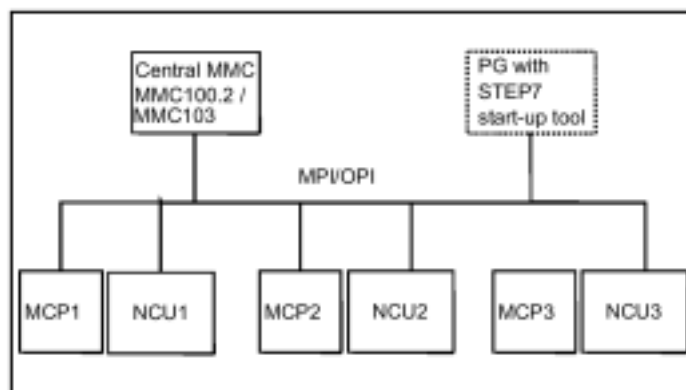 Central MMC
MMC100.2 /
MMC103
PG with
STEP7
start-up tool
MPI/OPI
MCP1
NCU1
MCP2
NCU2
MCP3
NCU3